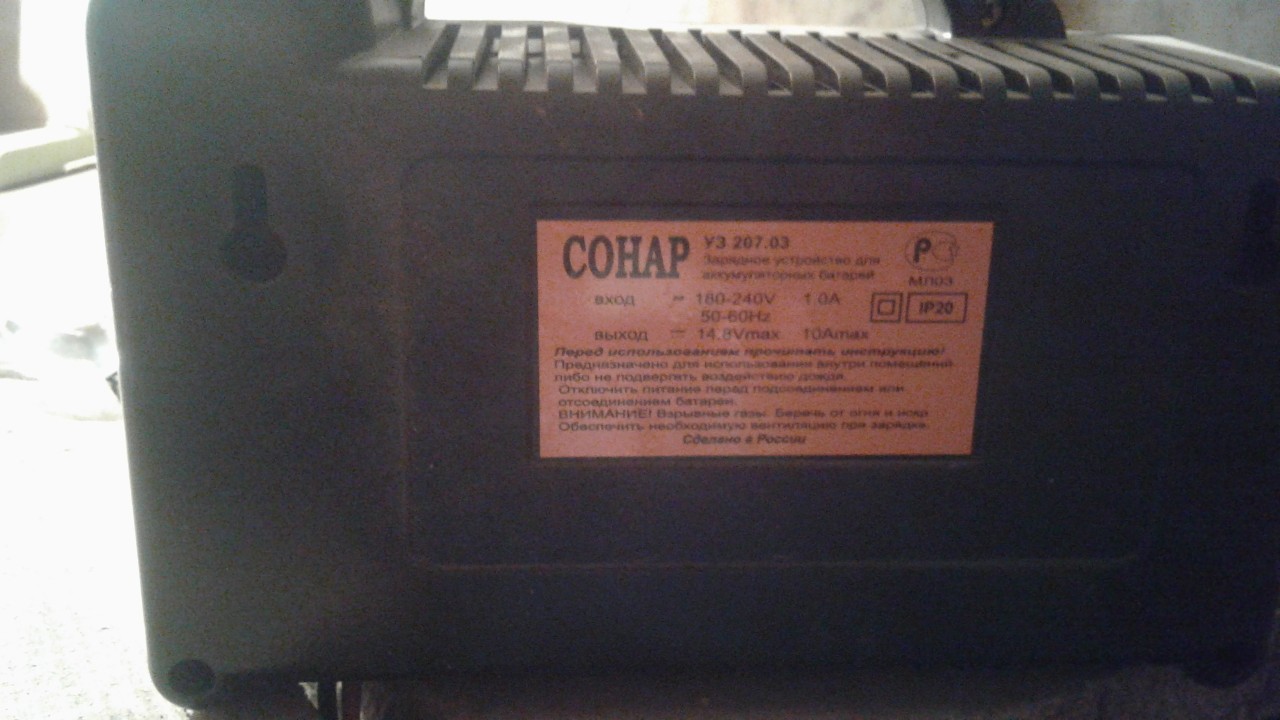 СОНАР УЗ 207.03
Зарядное устройство для
аккумуляторных батарей
МЛ03
вход ~ 180-240V 1.0A
50-60Hz
IP20
выход 14.8Vmax 10Amax
Перед использованием прочитать инструкцию!
Предназначено для использования внутри помещений
либо не подвергать воздействию дождя.
Отключить питание перед подсоединением или
отсоединением батареи.
ВНИМАНИЕ! Взрывные газы. Беречь от огня и искр.
Обеспечить необходимую вентиляцию при зарядке.
Сделано в России